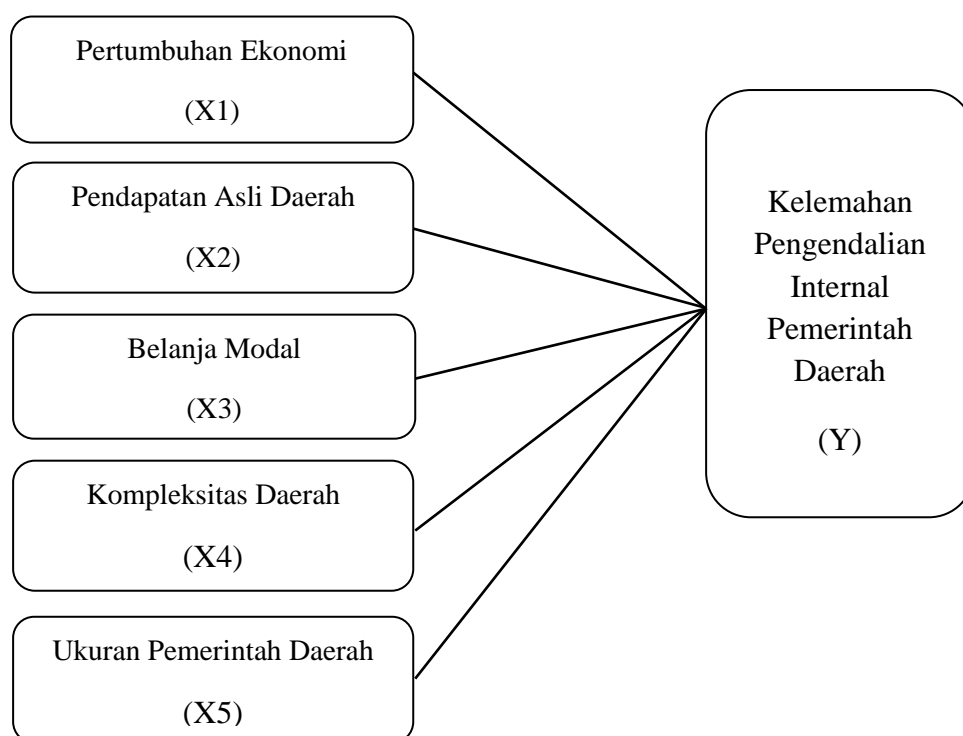 Pertumbuhan Ekonomi
(X1)
Pendapatan Asli Daerah
(X2)
Belanja Modal
(X3)
Kompleksitas Daerah
(X4)
Ukuran Pemerintah Daerah
(X5)
Kelemahan
Pengendalian
Internal
Pemerintah
Daerah
(Y)